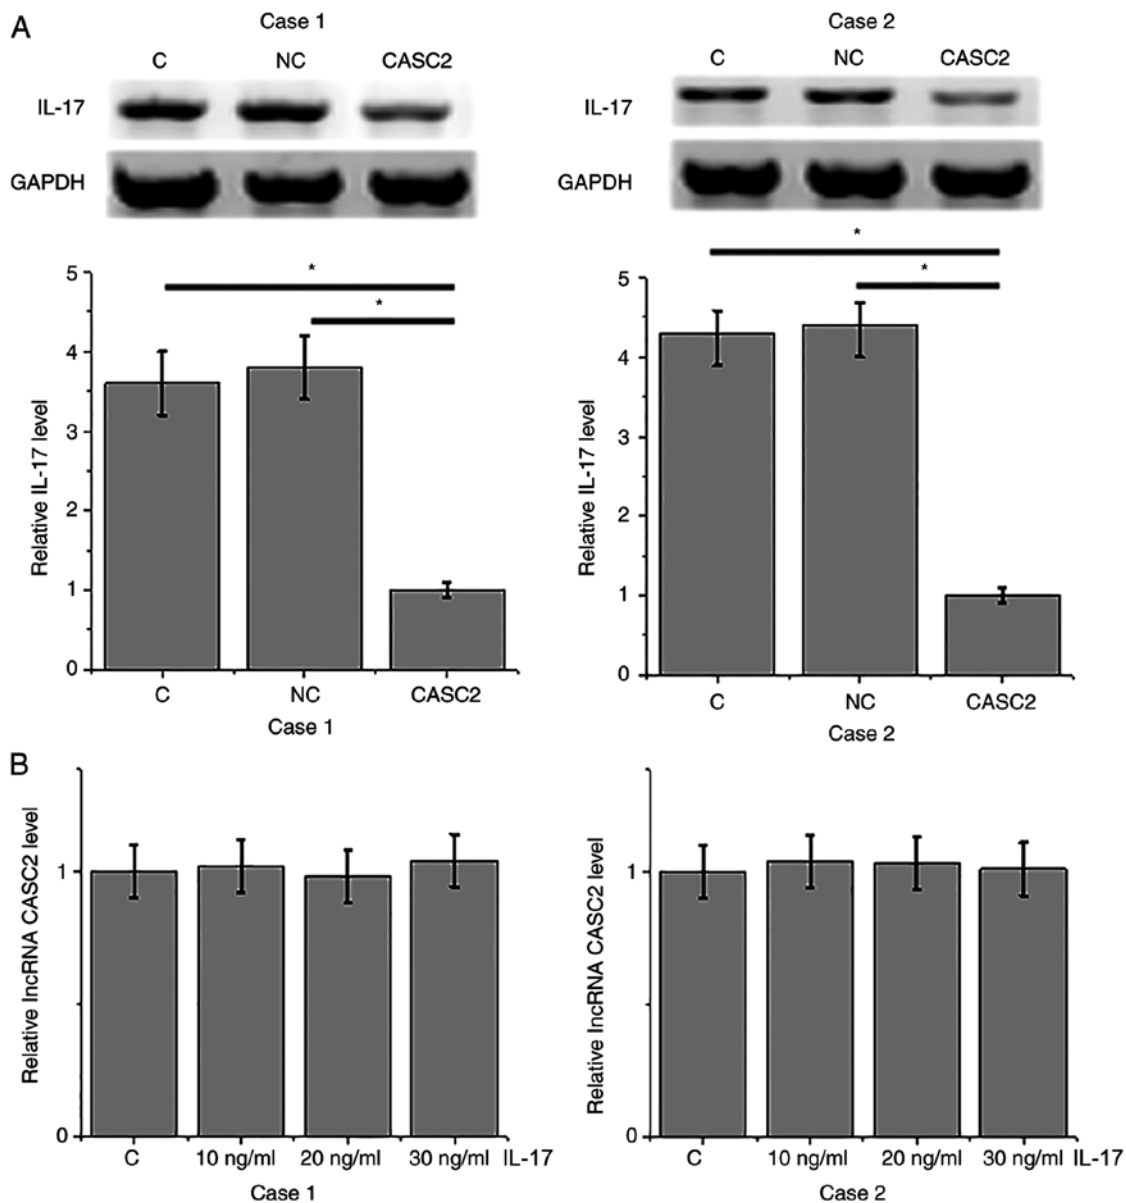 A
Case 1
C NC CASC2
IL-17
GAPDH
*
*
5
4
3
2
1
0
Relative IL-17 level
C NC CASC2
Case 1
Case 2
C NC CASC2
IL-17
GAPDH
*
*
5
4
3
2
1
0
Relative IL-17 level
C NC CASC2
Case 2
B
Relative lncRNA CASC2 level
1
0
C 10 ng/ml 20 ng/ml 30 ng/ml IL-17
Case 1
Relative lncRNA CASC2 level
1
0
C 10 ng/ml 20 ng/ml 30 ng/ml IL-17
Case 2